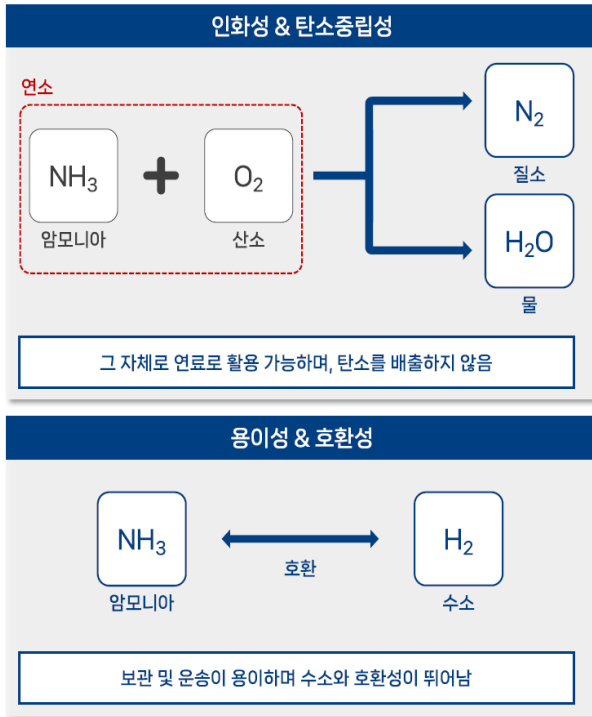 인화성 & 탄소중립성
연소
NH₃ + O₂
암모니아 산소
N₂
질소
H₂O
물
그 자체로 연료로 활용 가능하며, 탄소를 배출하지 않음
용이성 & 호환성
NH₃
암모니아
호환
H₂
수소
보관 및 운송이 용이하며 수소와 호환성이 뛰어남